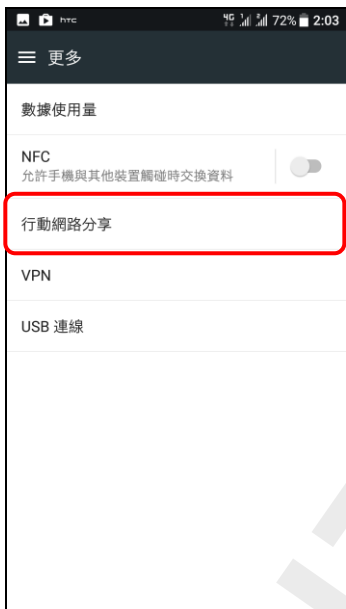 htc 4G 72% 2:03
更多
數據使用量
NFC
允許手機與其他裝置觸碰時交換資料
行動網路分享
VPN
USB 連線